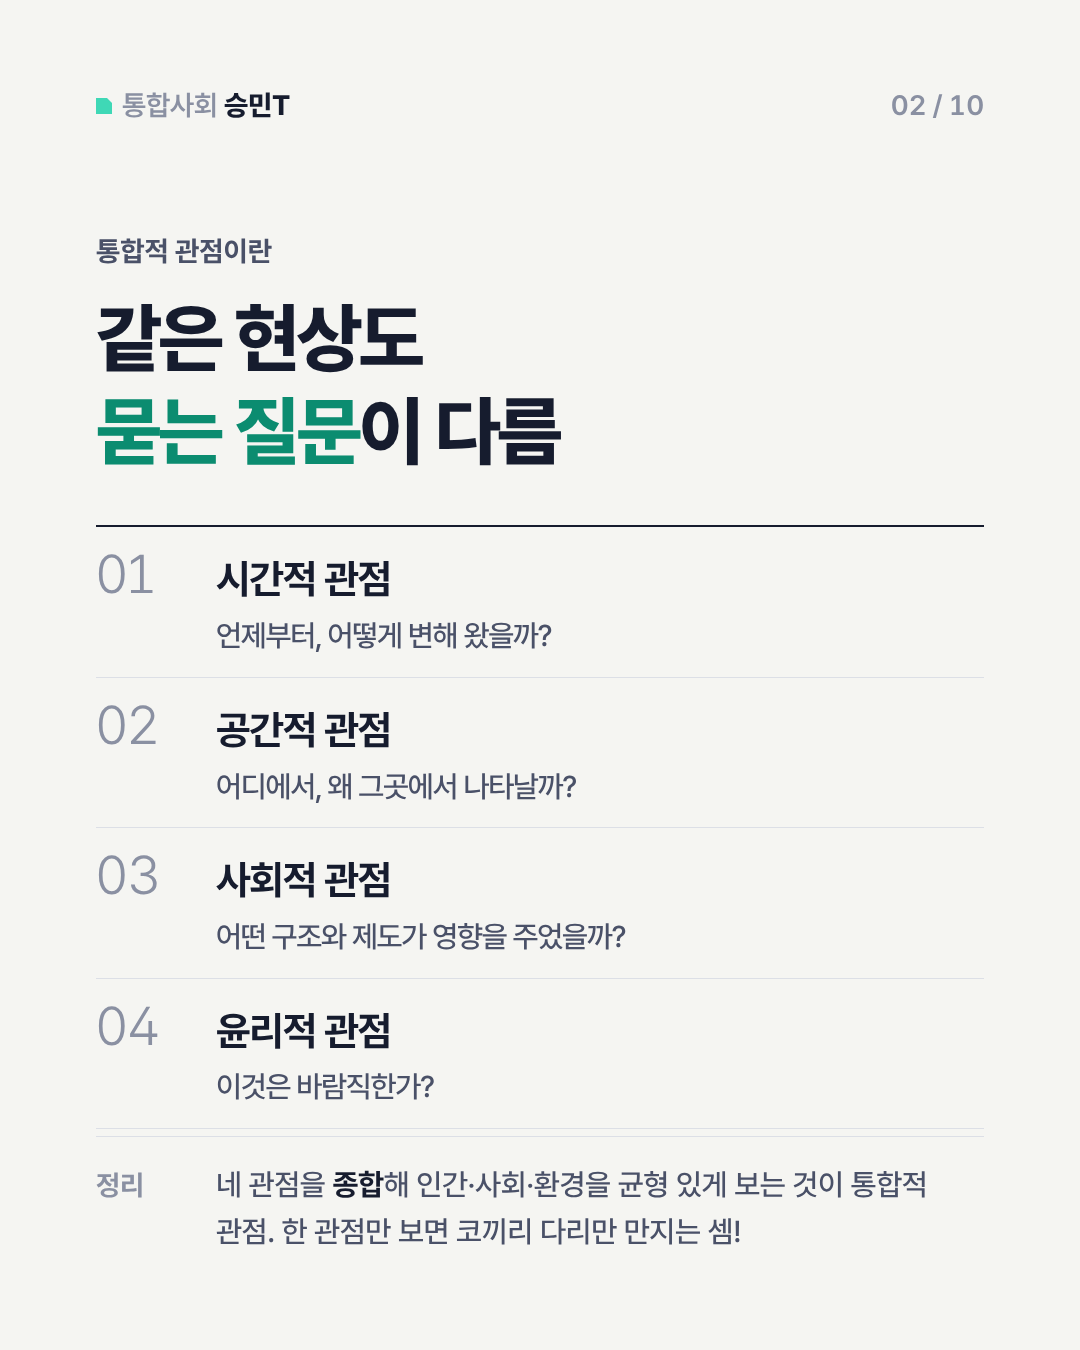 통합사회 승민T
02 / 10
통합적 관점이란
같은 현상도
묻는 질문이 다름
01
시간적 관점
언제부터, 어떻게 변해 왔을까?
02
공간적 관점
어디에서, 왜 그곳에서 나타날까?
03
사회적 관점
어떤 구조와 제도가 영향을 주었을까?
04
윤리적 관점
이것은 바람직한가?
정리
네 관점을 종합해 인간·사회·환경을 균형 있게 보는 것이 통합적
관점. 한 관점만 보면 코끼리 다리만 만지는 셈!